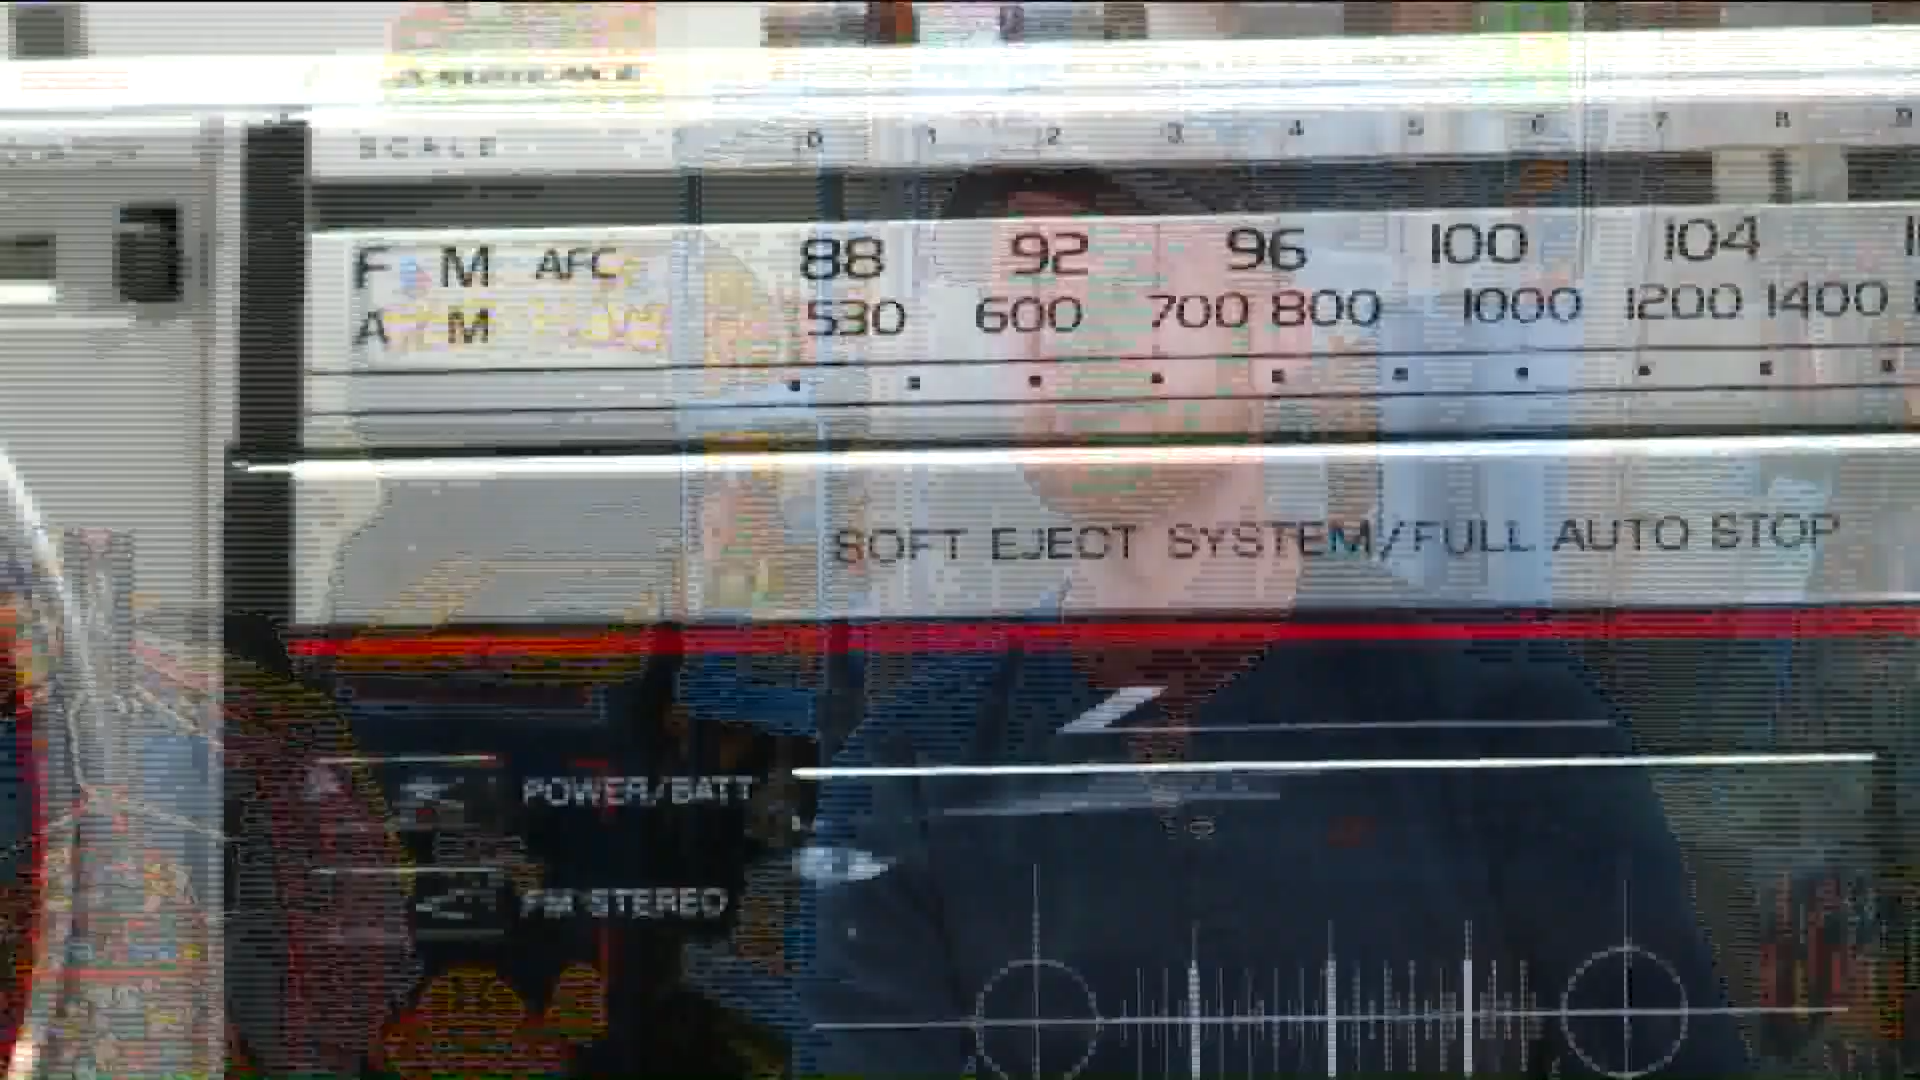 SCALE 0 1 2 3 4 5 6 7 8 9
FM AFC 88 92 96 100 104
AM 530 600 700 800 1000 1200 1400
SOFT EJECT SYSTEM/FULL AUTO STOP
POWER/BATT
FM STEREO